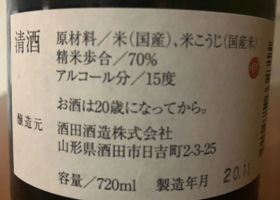 清酒
原材料／米（国産）、米こうじ（国産米）
精米歩合／70%
アルコール分／15度
お酒は20歳になってから。
醸造元
酒田酒造株式会社
山形県酒田市日吉町2-3-25
容量／720ml 製造年月 20.11